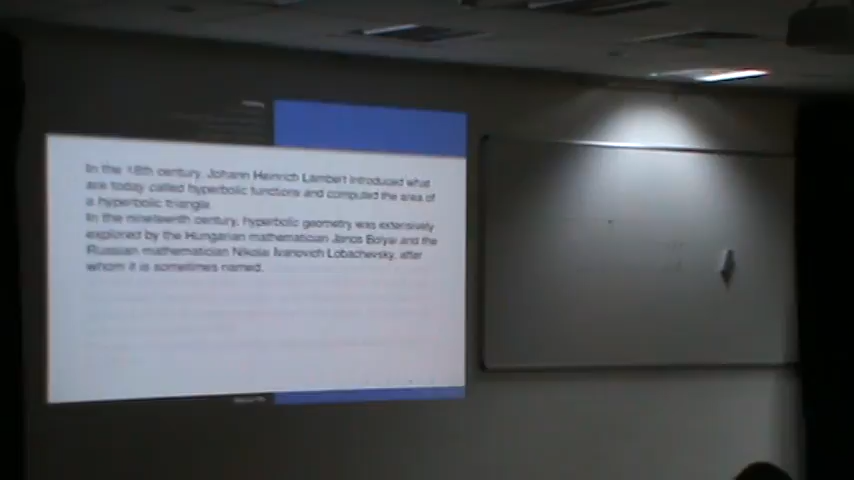 In the 18th century, Johann Heinrich Lambert introduced what
are today called hyperbolic functions and computed the area of
a hyperbolic triangle.
In the nineteenth century, hyperbolic geometry was extensively
explored by the Hungarian mathematician Janos Bolyai and the
Russian mathematician Nikolai Ivanovich Lobachevsky, after
whom it is sometimes named.